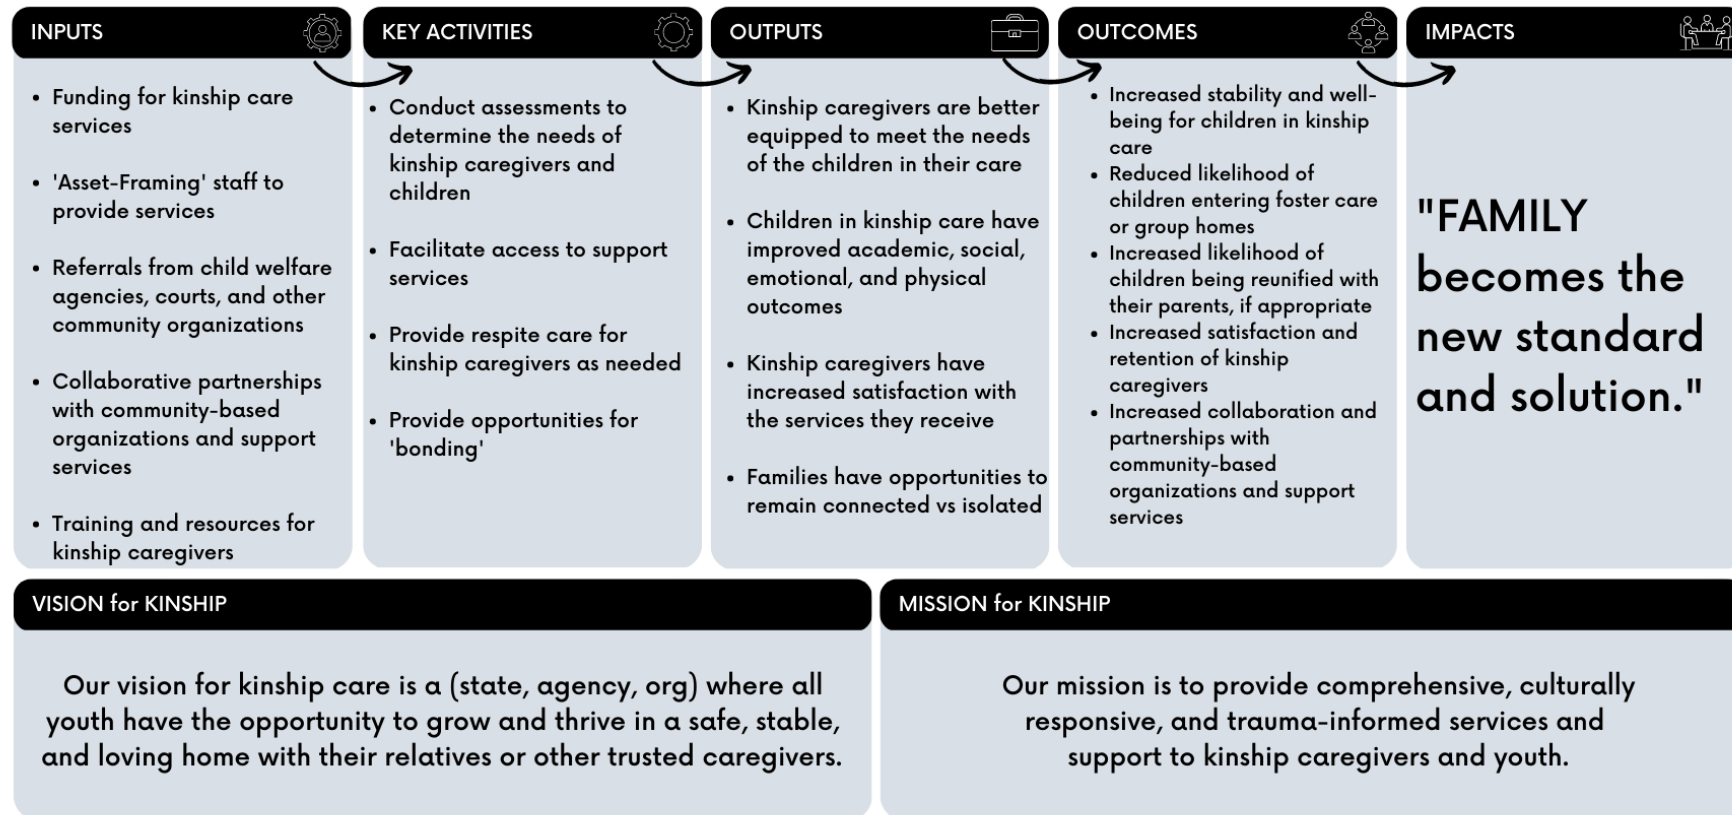 INPUTS
• Funding for kinship care
services
• 'Asset-Framing' staff to
provide services
• Referrals from child welfare
agencies, courts, and other
community organizations
• Collaborative partnerships
with community-based
organizations and support
services
• Training and resources for
kinship caregivers
KEY ACTIVITIES
• Conduct assessments to
determine the needs of
kinship caregivers and
children
• Facilitate access to support
services
• Provide respite care for
kinship caregivers as needed
• Provide opportunities for
'bonding'
OUTPUTS
• Kinship caregivers are better
equipped to meet the needs
of the children in their care
• Children in kinship care have
improved academic, social,
emotional, and physical
outcomes
• Kinship caregivers have
increased satisfaction with
the services they receive
• Families have opportunities to
remain connected vs isolated
OUTCOMES
• Increased stability and well-
being for children in kinship
care
• Reduced likelihood of
children entering foster care
or group homes
• Increased likelihood of
children being reunified with
their parents, if appropriate
• Increased satisfaction and
retention of kinship
caregivers
• Increased collaboration and
partnerships with
community-based
organizations and support
services
IMPACTS
"FAMILY
becomes the
new standard
and solution."
VISION for KINSHIP
Our vision for kinship care is a (state, agency, org) where all
youth have the opportunity to grow and thrive in a safe, stable,
and loving home with their relatives or other trusted caregivers.
MISSION for KINSHIP
Our mission is to provide comprehensive, culturally
responsive, and trauma-informed services and
support to kinship caregivers and youth.